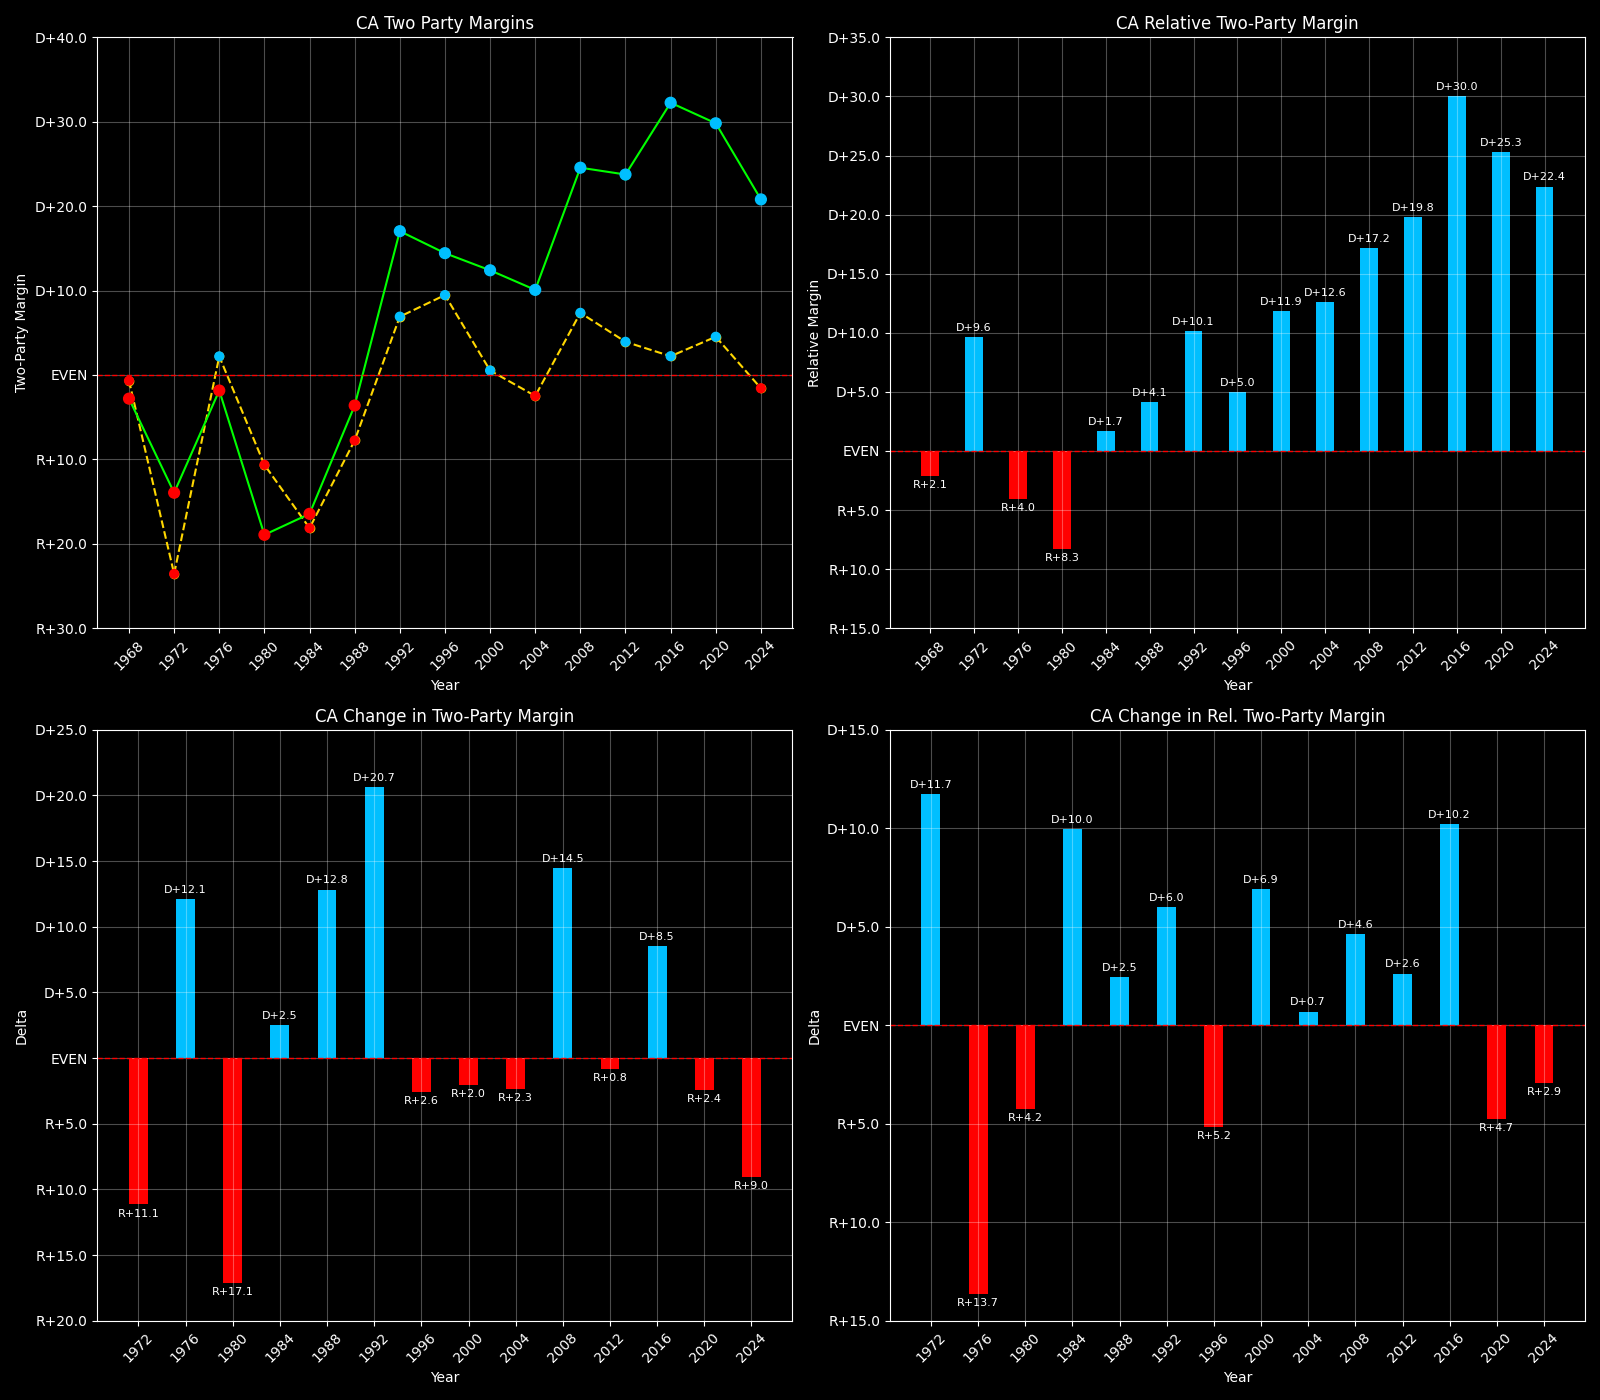 CA Two Party Margins
D+40.0
D+30.0
D+20.0
D+10.0
EVEN
R+10.0
R+20.0
R+30.0
Two-Party Margin
1968 1972 1976 1980 1984 1988 1992 1996 2000 2004 2008 2012 2016 2020 2024
Year
CA Relative Two-Party Margin
D+35.0
D+30.0
D+25.0
D+20.0
D+15.0
D+10.0
D+5.0
EVEN
R+5.0
R+10.0
R+15.0
Relative Margin
R+2.1 D+9.6 R+4.0 R+8.3 D+1.7 D+4.1 D+10.1 D+5.0 D+11.9 D+12.6 D+17.2 D+19.8 D+30.0 D+25.3 D+22.4
1968 1972 1976 1980 1984 1988 1992 1996 2000 2004 2008 2012 2016 2020 2024
Year
CA Change in Two-Party Margin
D+25.0
D+20.0
D+15.0
D+10.0
D+5.0
EVEN
R+5.0
R+10.0
R+15.0
R+20.0
Delta
R+11.1 D+12.1 R+17.1 D+2.5 D+12.8 D+20.7 R+2.6 R+2.0 R+2.3 D+14.5 R+0.8 D+8.5 R+2.4 R+9.0
1972 1976 1980 1984 1988 1992 1996 2000 2004 2008 2012 2016 2020 2024
Year
CA Change in Rel. Two-Party Margin
D+15.0
D+10.0
D+5.0
EVEN
R+5.0
R+10.0
R+15.0
Delta
D+11.7 R+13.7 R+4.2 D+10.0 D+2.5 D+6.0 R+5.2 D+6.9 D+0.7 D+4.6 D+2.6 D+10.2 R+4.7 R+2.9
1972 1976 1980 1984 1988 1992 1996 2000 2004 2008 2012 2016 2020 2024
Year